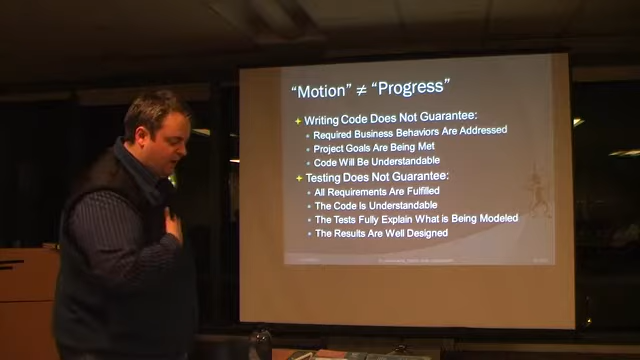 "Motion" ≠ "Progress"
Writing Code Does Not Guarantee:
Required Business Behaviors Are Addressed
Project Goals Are Being Met
Code Will Be Understandable
Testing Does Not Guarantee:
All Requirements Are Fulfilled
The Code Is Understandable
The Tests Fully Explain What is Being Modeled
The Results Are Well Designed